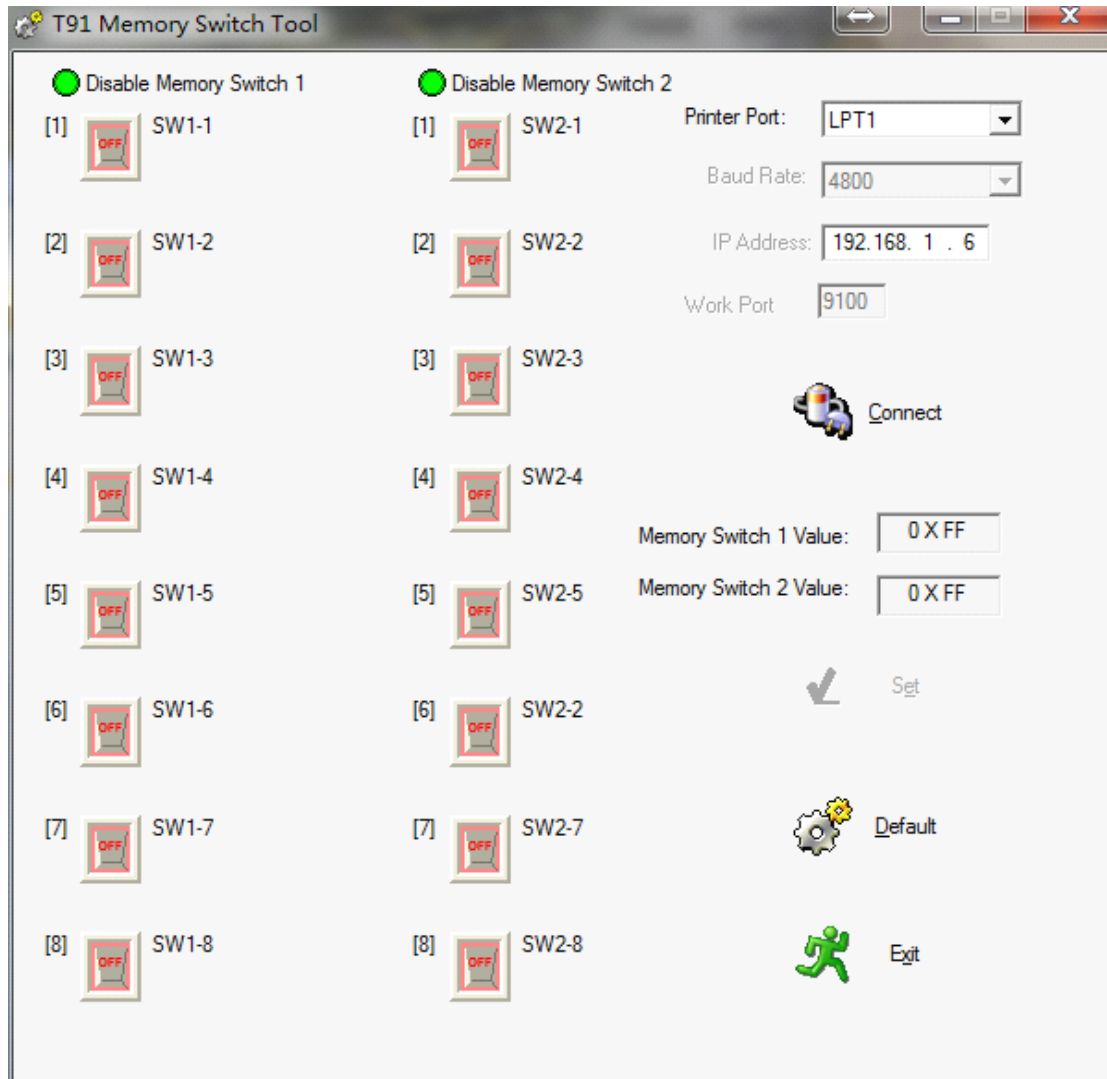 T91 Memory Switch Tool
Disable Memory Switch 1
[1] OFF SW1-1
[2] OFF SW1-2
[3] OFF SW1-3
[4] OFF SW1-4
[5] OFF SW1-5
[6] OFF SW1-6
[7] OFF SW1-7
[8] OFF SW1-8
Disable Memory Switch 2
[1] OFF SW2-1
[2] OFF SW2-2
[3] OFF SW2-3
[4] OFF SW2-4
[5] OFF SW2-5
[6] OFF SW2-2
[7] OFF SW2-7
[8] OFF SW2-8
Printer Port: LPT1
Baud Rate: 4800
IP Address: 192.168. 1 . 6
Work Port 9100
Connect
Memory Switch 1 Value: 0 X FF
Memory Switch 2 Value: 0 X FF
Set
Default
Exit